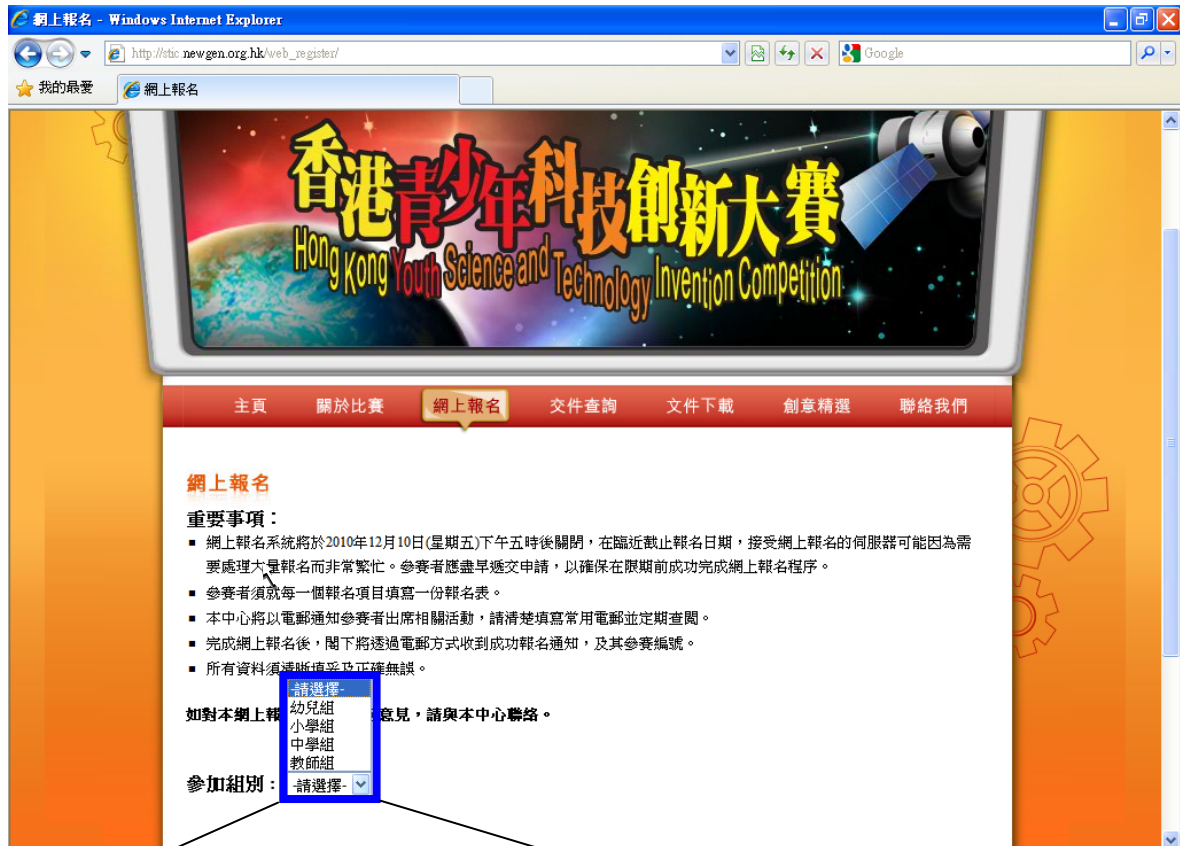 網上報名 - Windows Internet Explorer
http://stic.newgen.org.hk/web_register/
Google
我的最愛
網上報名
香港青少年科技創新大賽
Hong Kong Youth Science and Technology Invention Competition
主頁 關於比賽 網上報名 交件查詢 文件下載 創意精選 聯絡我們
網上報名
重要事項：
▪ 網上報名系統將於2010年12月10日(星期五)下午五時後關閉，在臨近截止報名日期，接受網上報名的伺服器可能因為需
要處理大量報名而非常繁忙。參賽者應盡早遞交申請，以確保在限期前成功完成網上報名程序。
▪ 參賽者須就每一個報名項目填寫一份報名表。
▪ 本中心將以電郵通知參賽者出席相關活動，請清楚填寫常用電郵並定期查閱。
▪ 完成網上報名後，閣下將透過電郵方式收到成功報名通知，及其參賽編號。
▪ 所有資料須清晰填妥及正確無誤。
-請選擇-
幼兒組
小學組
中學組
教師組
如對本網上報 意見，請與本中心聯絡。
參加組別： -請選擇-